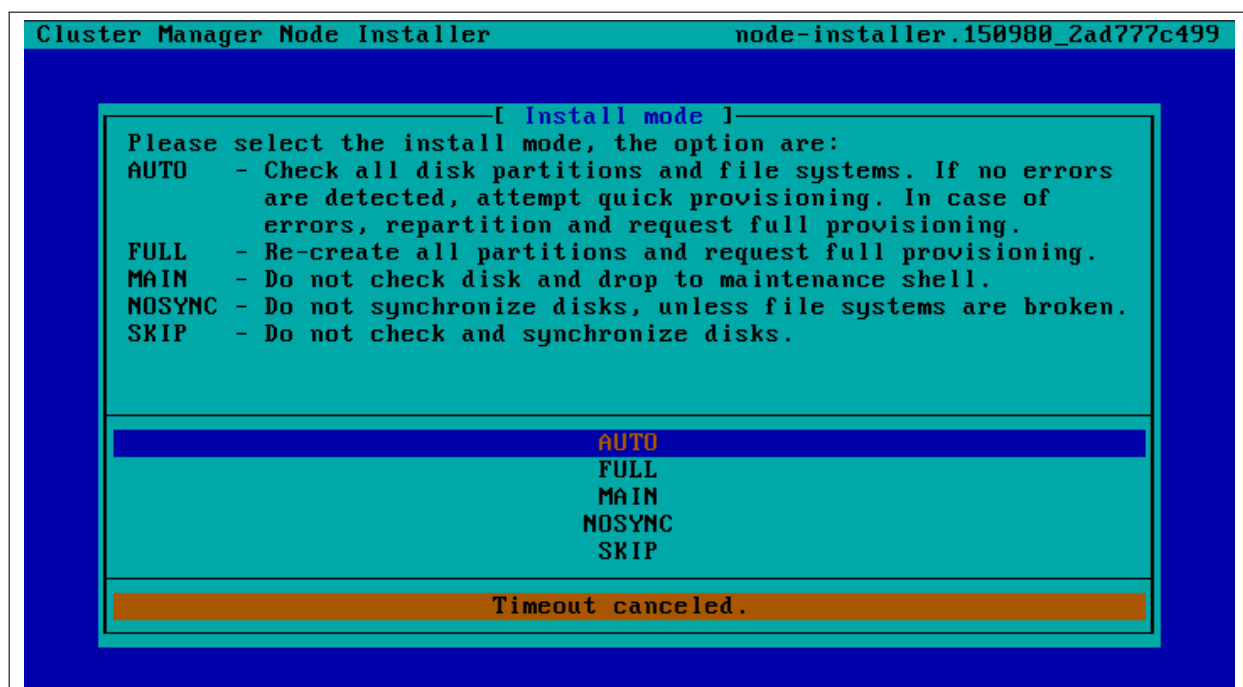 Cluster Manager Node Installer node-installer.150980_2ad777c499
[ Install mode ]
Please select the install mode, the option are:
AUTO - Check all disk partitions and file systems. If no errors
are detected, attempt quick provisioning. In case of
errors, repartition and request full provisioning.
FULL - Re-create all partitions and request full provisioning.
MAIN - Do not check disk and drop to maintenance shell.
NOSYNC - Do not synchronize disks, unless file systems are broken.
SKIP - Do not check and synchronize disks.
AUTO
FULL
MAIN
NOSYNC
SKIP
Timeout canceled.